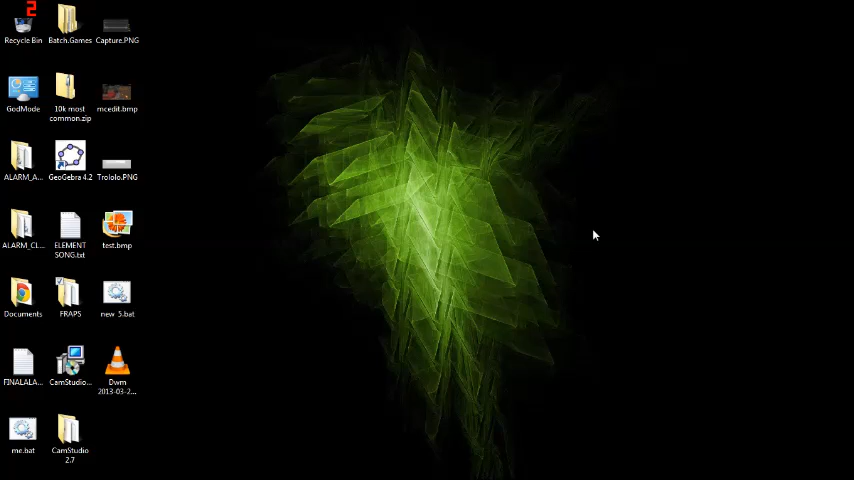 2
Recycle Bin
Batch.Games
Capture.PNG
GodMode
10k most
common.zip
mcedit.bmp
ALARM_A...
GeoGebra 4.2
Trololo.PNG
ALARM_CL...
ELEMENT
SONG.txt
test.bmp
Documents
FRAPS
new 5.bat
FINALALA...
CamStudio...
Dwm
2013-03-2...
me.bat
CamStudio
2.7